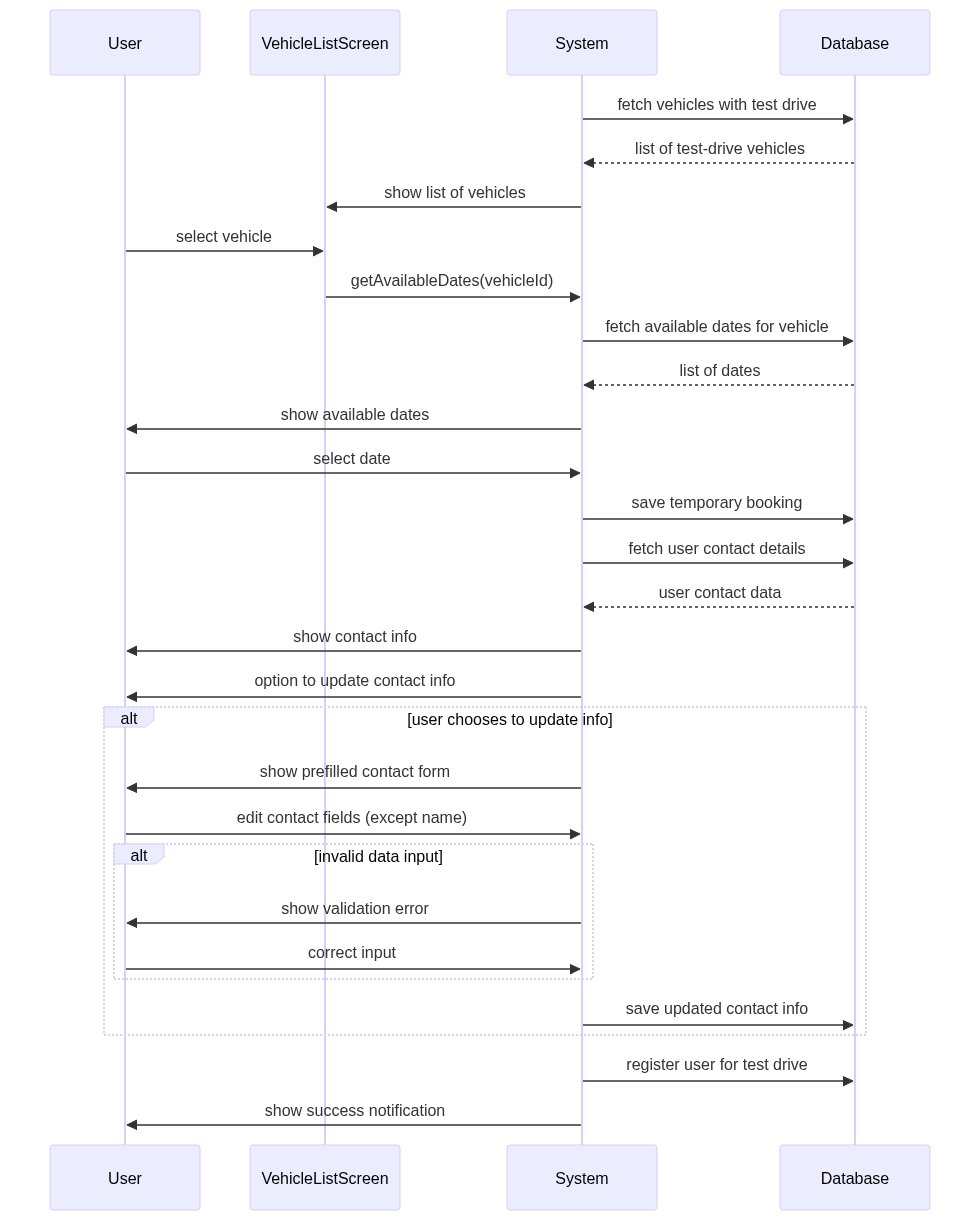 User
VehicleListScreen
System
Database
fetch vehicles with test drive
list of test-drive vehicles
show list of vehicles
select vehicle
getAvailableDates(vehicleId)
fetch available dates for vehicle
list of dates
show available dates
select date
save temporary booking
fetch user contact details
user contact data
show contact info
option to update contact info
alt
[user chooses to update info]
show prefilled contact form
edit contact fields (except name)
alt
[invalid data input]
show validation error
correct input
save updated contact info
register user for test drive
show success notification
User
VehicleListScreen
System
Database